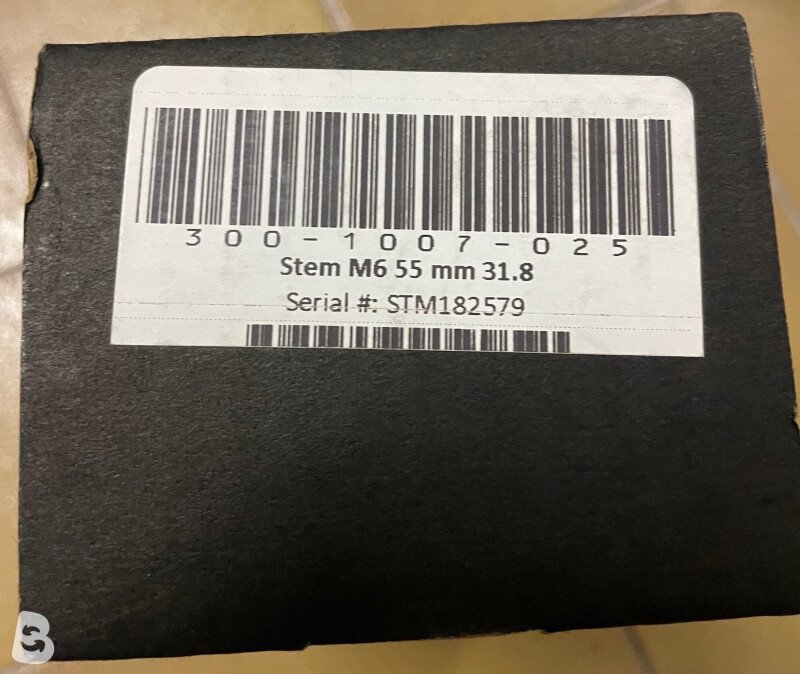 300-1007-025
Stem M6 55 mm 31.8
Serial #: STM182579
B